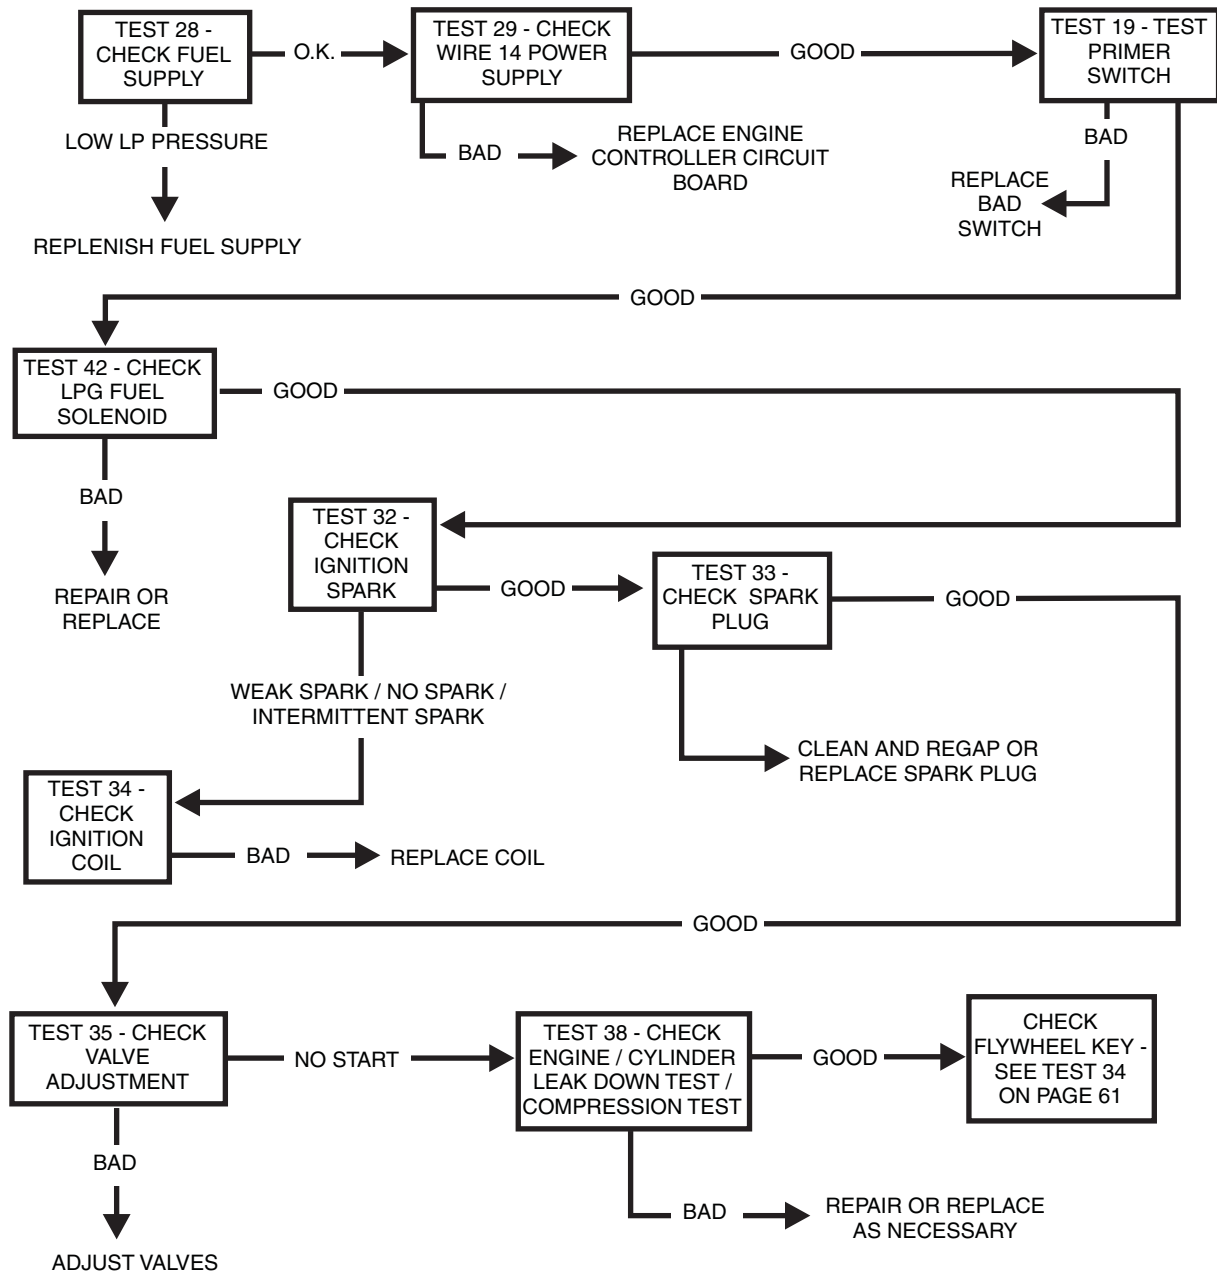 TEST 28 -
CHECK FUEL
SUPPLY
O.K.
TEST 29 - CHECK
WIRE 14 POWER
SUPPLY
GOOD
TEST 19 - TEST
PRIMER
SWITCH
LOW LP PRESSURE
REPLENISH FUEL SUPPLY
BAD
REPLACE ENGINE
CONTROLLER CIRCUIT
BOARD
BAD
REPLACE
BAD
SWITCH
GOOD
TEST 42 - CHECK
LPG FUEL
SOLENOID
GOOD
BAD
REPAIR OR
REPLACE
TEST 32 -
CHECK
IGNITION
SPARK
GOOD
TEST 33 -
CHECK SPARK
PLUG
GOOD
WEAK SPARK / NO SPARK /
INTERMITTENT SPARK
CLEAN AND REGAP OR
REPLACE SPARK PLUG
TEST 34 -
CHECK
IGNITION
COIL
BAD
REPLACE COIL
GOOD
TEST 35 - CHECK
VALVE
ADJUSTMENT
NO START
TEST 38 - CHECK
ENGINE / CYLINDER
LEAK DOWN TEST /
COMPRESSION TEST
GOOD
CHECK
FLYWHEEL KEY -
SEE TEST 34
ON PAGE 61
BAD
ADJUST VALVES
BAD
REPAIR OR REPLACE
AS NECESSARY